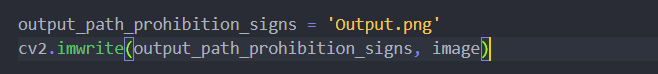 output_path_prohibition_signs = 'Output.png'
cv2.imwrite(output_path_prohibition_signs, image)